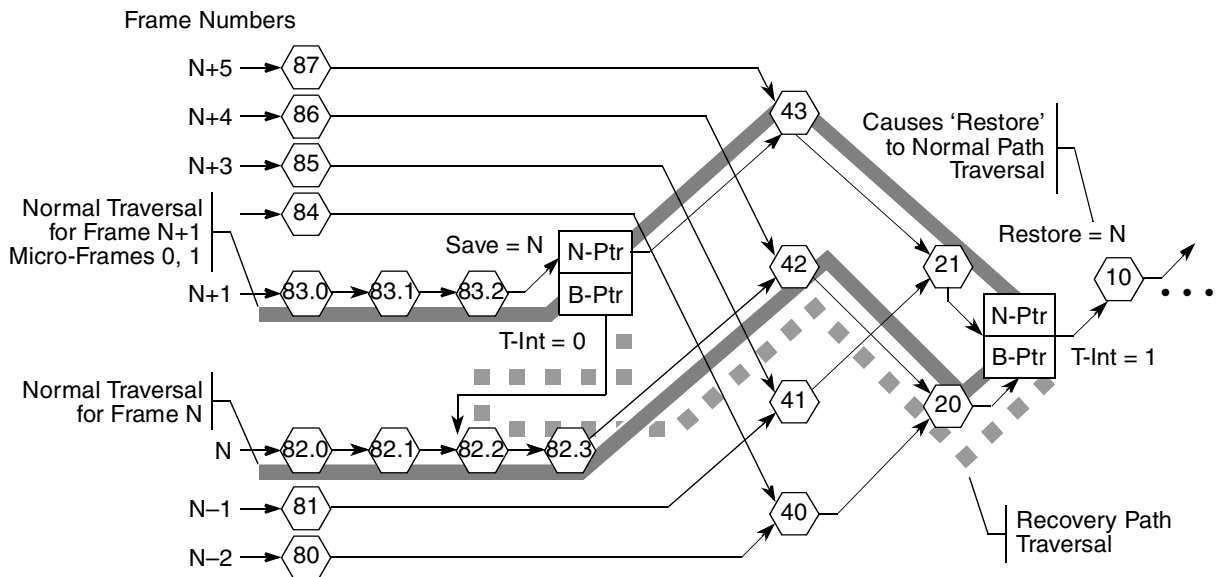 Frame Numbers
N+5
87
N+4
86
43
Causes ‘Restore’
to Normal Path
Traversal
N+3
85
84
Normal Traversal
for Frame N+1
Micro-Frames 0, 1
Save = N
N-Ptr
B-Ptr
42
21
Restore = N
10
N+1
83.0
83.1
83.2
N-Ptr
B-Ptr
• • •
T-Int = 0
T-Int = 1
Normal Traversal
for Frame N
41
20
N
82.0
82.1
82.2
82.3
N–1
81
40
Recovery Path
Traversal
N–2
80